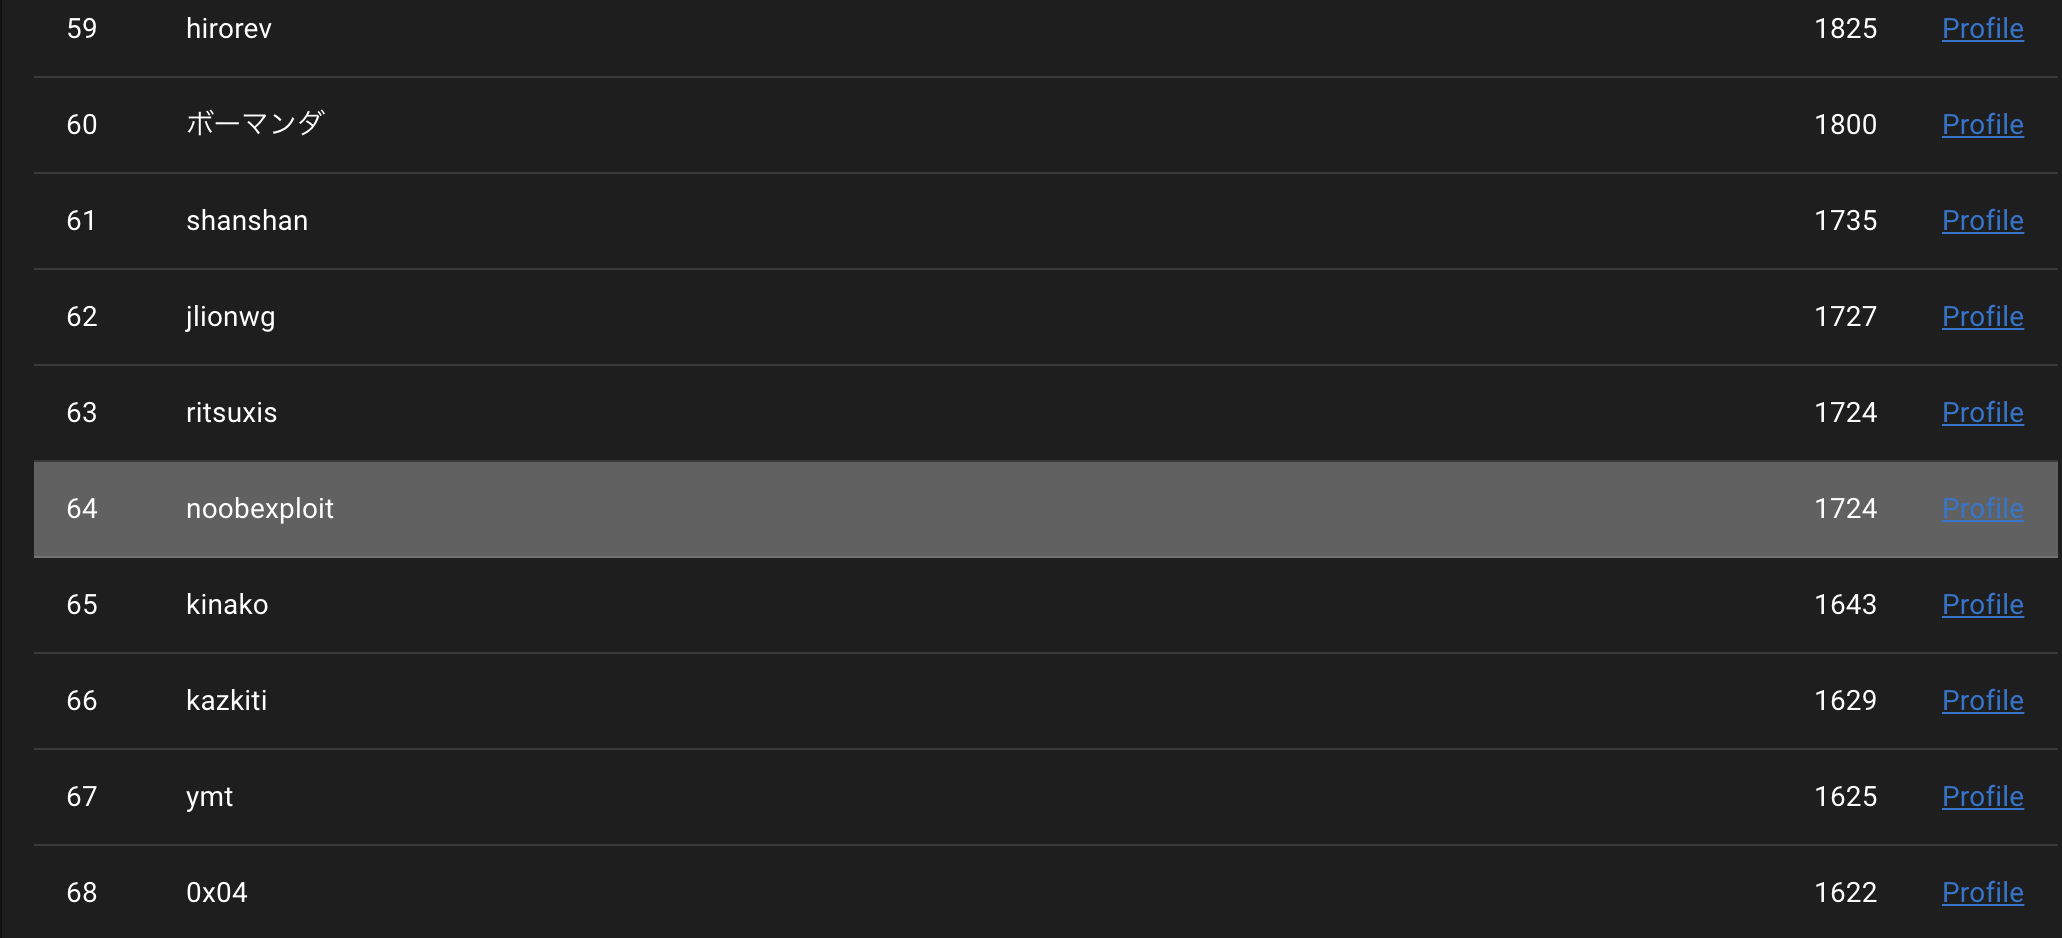 59 hirorev 1825 Profile
60 ボーマンダ 1800 Profile
61 shanshan 1735 Profile
62 jlionwg 1727 Profile
63 ritsuxis 1724 Profile
64 noobexploit 1724 Profile
65 kinako 1643 Profile
66 kazkiti 1629 Profile
67 ymt 1625 Profile
68 0x04 1622 Profile